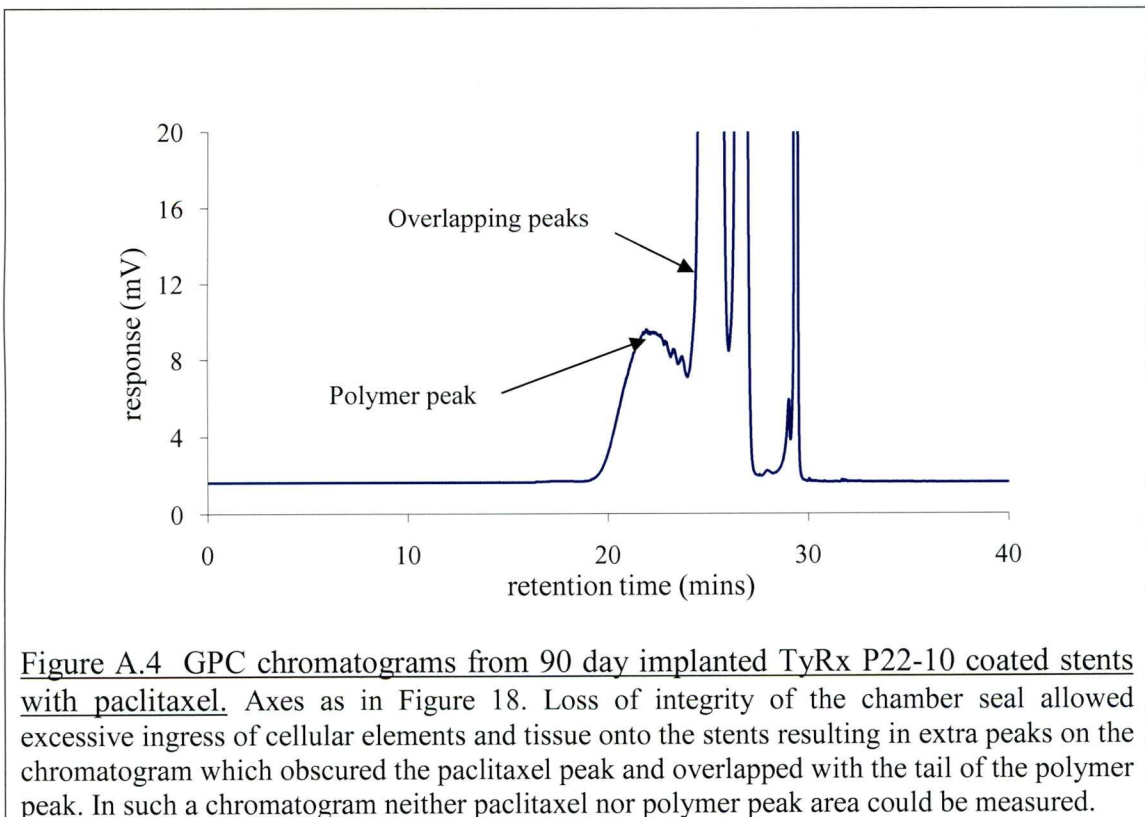 20
16
Overlapping peaks
12
response (mV)
8
Polymer peak
4
0
0 10 20 30 40
retention time (mins)
Figure A.4 GPC chromatograms from 90 day implanted TyRx P22-10 coated stents
with paclitaxel. Axes as in Figure 18. Loss of integrity of the chamber seal allowed
excessive ingress of cellular elements and tissue onto the stents resulting in extra peaks on the
chromatogram which obscured the paclitaxel peak and overlapped with the tail of the polymer
peak. In such a chromatogram neither paclitaxel nor polymer peak area could be measured.